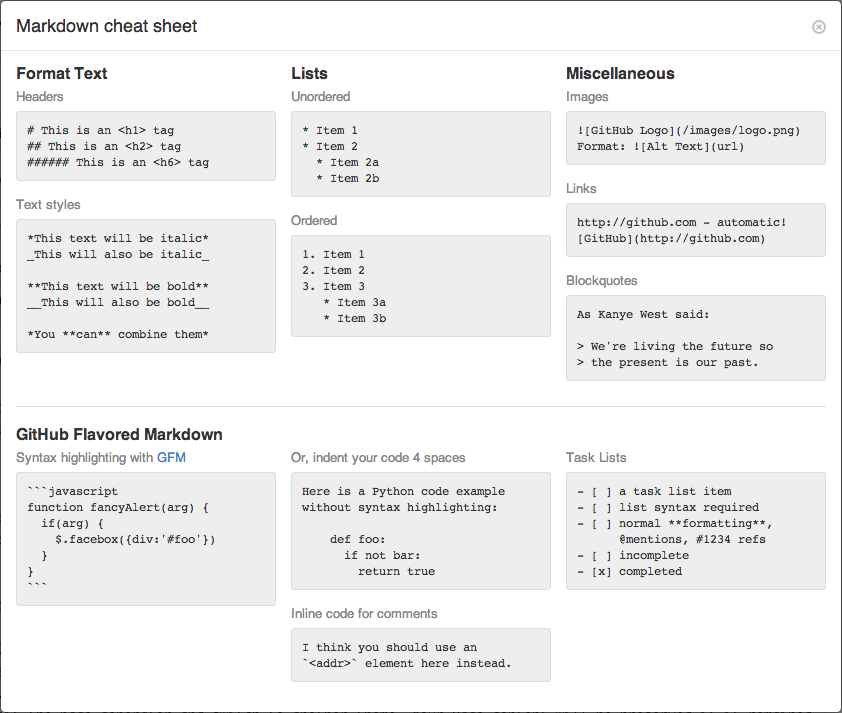 Markdown cheat sheet
Format Text
Headers
# This is an <h1> tag
## This is an <h2> tag
###### This is an <h6> tag
Text styles
*This text will be italic*
_This will also be italic_
**This text will be bold**
__This will also be bold__
*You **can** combine them*
Lists
Unordered
* Item 1
* Item 2
  * Item 2a
  * Item 2b
Ordered
1. Item 1
2. Item 2
3. Item 3
   * Item 3a
   * Item 3b
Miscellaneous
Images
![GitHub Logo](/images/logo.png)
Format: ![Alt Text](url)
Links
http://github.com - automatic!
[GitHub](http://github.com)
Blockquotes
As Kanye West said:
> We're living the future so
> the present is our past.
GitHub Flavored Markdown
Syntax highlighting with GFM
```javascript
function fancyAlert(arg) {
  if(arg) {
    $.facebox({div:'#foo'})
  }
}
```
Or, indent your code 4 spaces
Here is a Python code example
without syntax highlighting:
    def foo:
      if not bar:
        return true
Inline code for comments
I think you should use an
`<addr>` element here instead.
Task Lists
- [ ] a task list item
- [ ] list syntax required
- [ ] normal **formatting**,
      @mentions, #1234 refs
- [ ] incomplete
- [x] completed